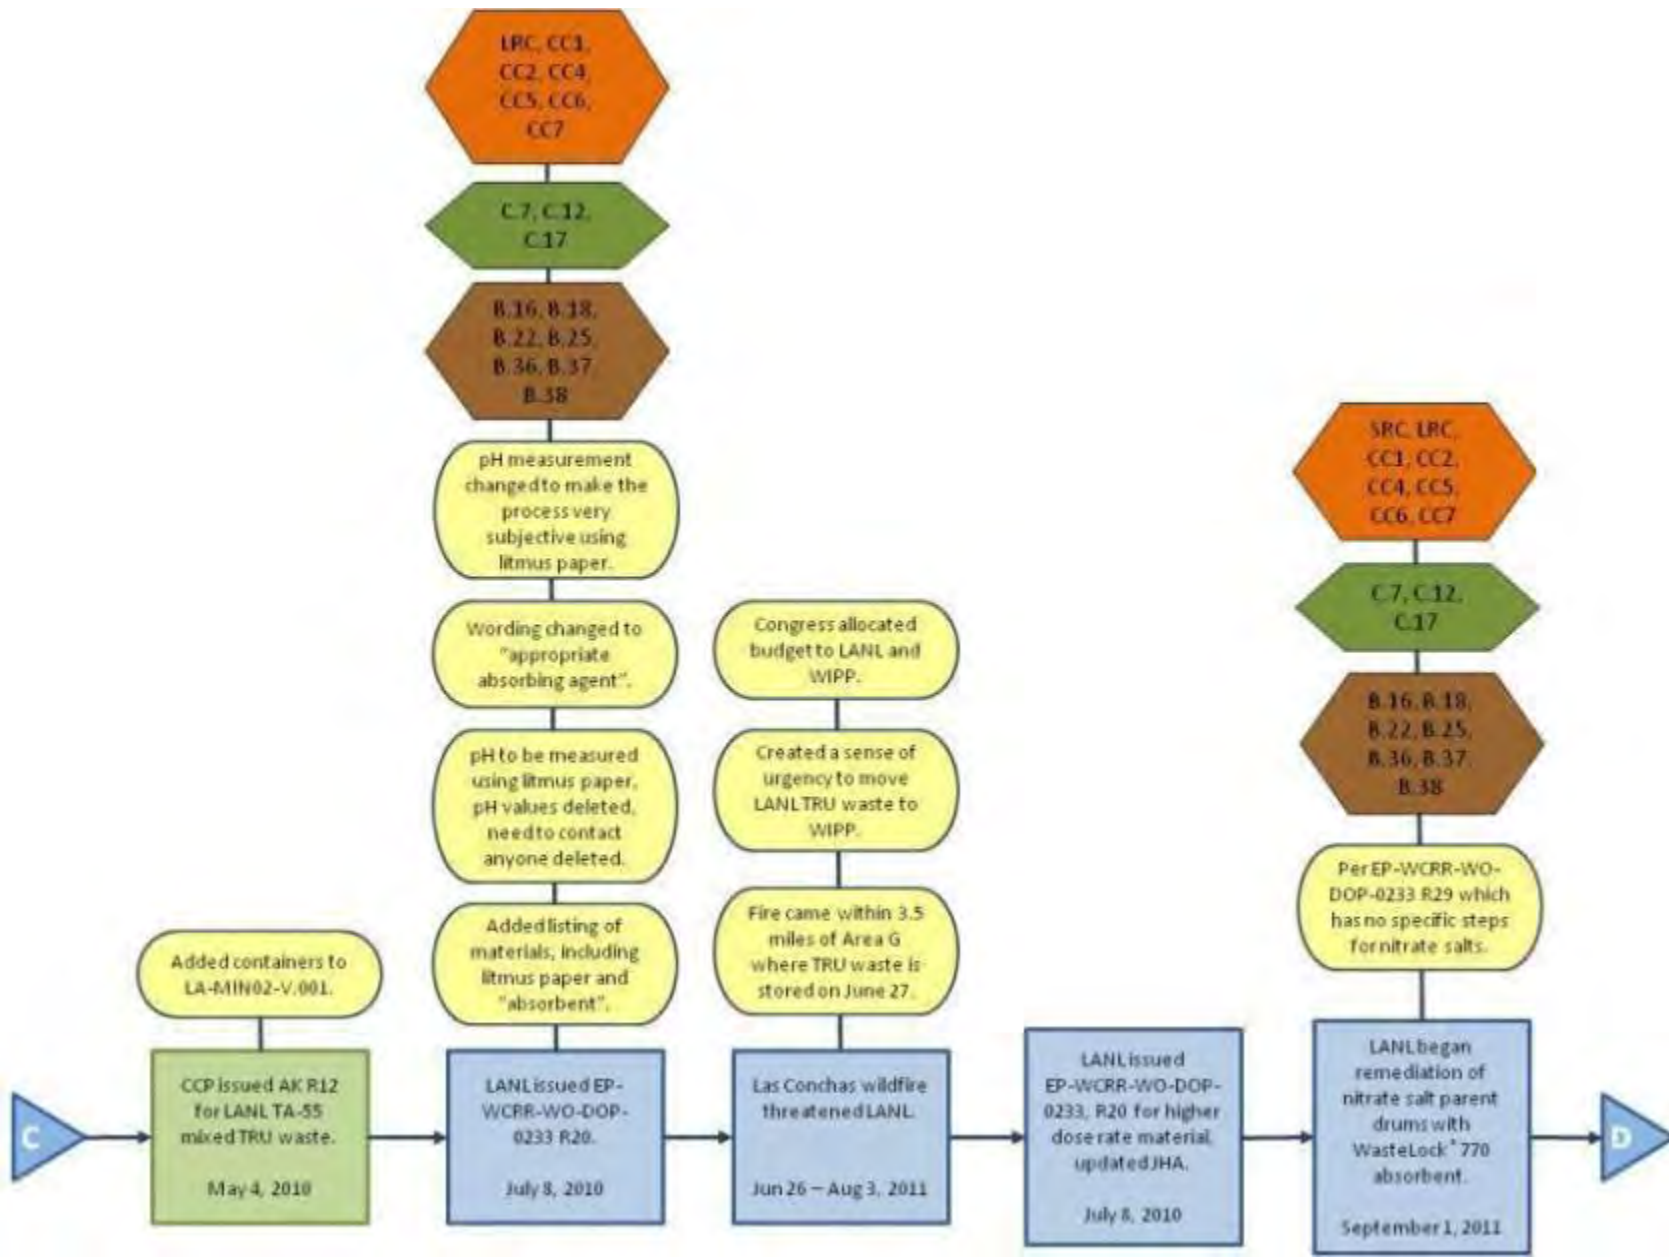 LRC, CC1,
CC2, CC4,
CC5, CC6,
CC7
C.7, C.12,
C.17
B.16, B.18,
B.22, B.25,
B.36, B.37,
B.38
pH measurement
changed to make the
process very
subjective using
litmus paper.
Wording changed to
"appropriate
absorbing agent".
pH to be measured
using litmus paper,
pH values deleted,
need to contact
anyone deleted.
Added listing of
materials, including
litmus paper and
"absorbent".
Congress allocated
budget to LANL and
WIPP.
Created a sense of
urgency to move
LANL TRU waste to
WIPP.
Fire came within 3.5
miles of Area G
where TRU waste is
stored on June 27.
SRC, LRC,
CC1, CC2,
CC4, CC5,
CC6, CC7
C.7, C.12,
C.17
B.16, B.18,
B.22, B.25,
B.36, B.37,
B.38
Per EP-WCRR-WO-
DOP-0233 R29 which
has no specific steps
for nitrate salts.
Added containers to
LA-MIN02-V.001.
C
CCP issued AK R12
for LANL TA-55
mixed TRU waste.
May 4, 2010
LANL issued EP-
WCRR-WO-DOP-
0233 R20.
July 8, 2010
Las Conchas wildfire
threatened LANL.
Jun 26 – Aug 3, 2011
LANL issued
EP-WCRR-WO-DOP-
0233, R20 for higher
dose rate material,
updated JHA.
July 8, 2010
LANL began
remediation of
nitrate salt parent
drums with
WasteLock® 770
absorbent.
September 1, 2011
D